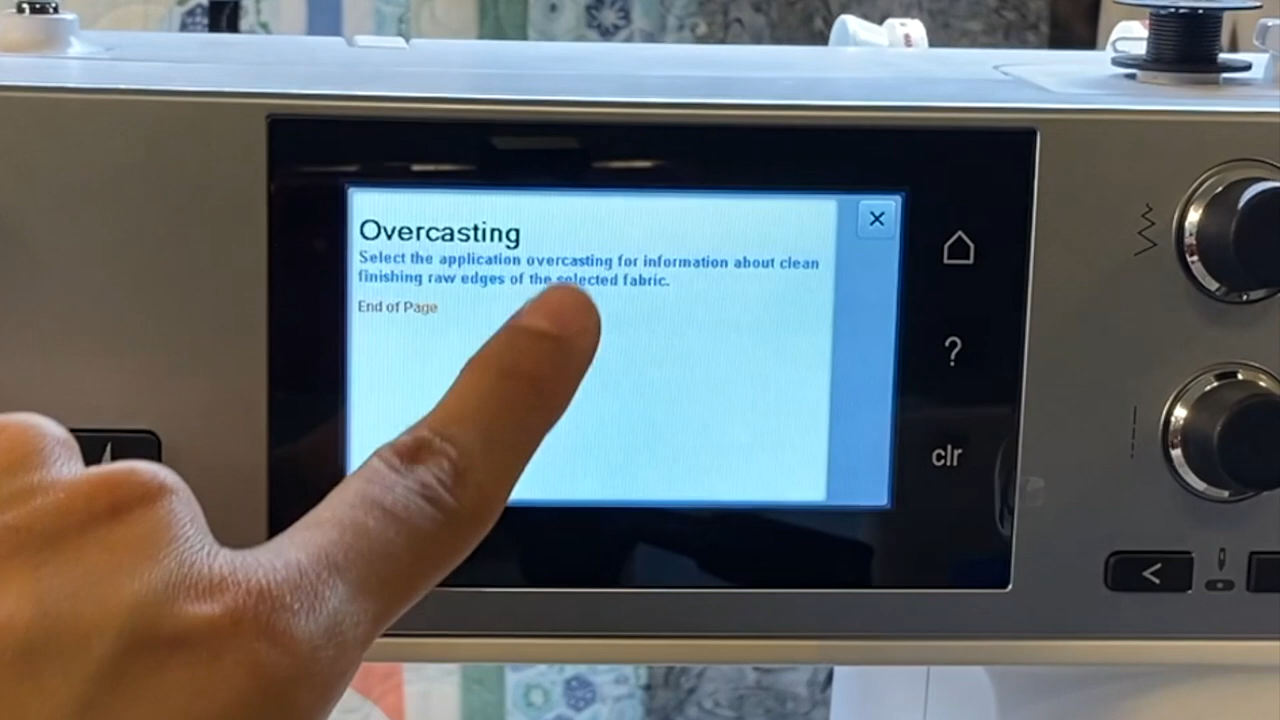 Overcasting
Select the application overcasting for information about clean
finishing raw edges of the selected fabric.
End of Page
?
clr
<